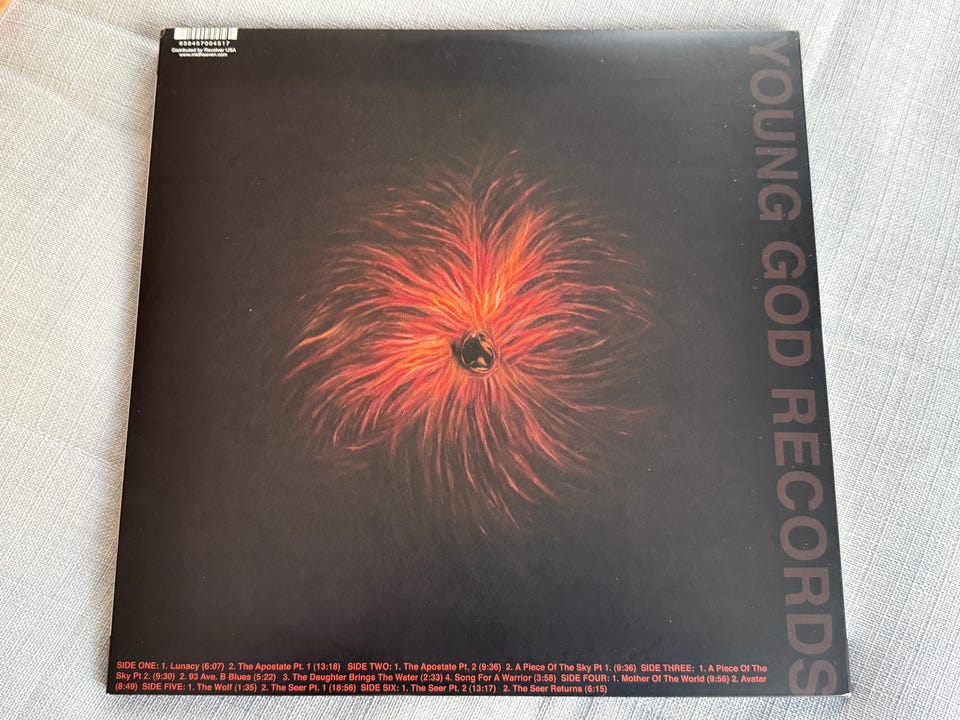 658457004517
Distributed by Revolver USA
www.midheaven.com
YOUNG GOD RECORDS
SIDE ONE: 1. Lunacy (6:07) 2. The Apostate Pt. 1 (13:18) SIDE TWO: 1. The Apostate Pt. 2 (9:36) 2. A Piece Of The Sky Pt 1. (9:36) SIDE THREE: 1. A Piece Of The
Sky Pt 2. (9:30) 2. 93 Ave. B Blues (5:22) 3. The Daughter Brings The Water (2:33) 4. Song For A Warrior (3:58) SIDE FOUR: 1. Mother Of The World (9:56) 2. Avatar
(8:49) SIDE FIVE: 1. The Wolf (1:35) 2. The Seer Pt. 1 (18:56) SIDE SIX: 1. The Seer Pt. 2 (13:17) 2. The Seer Returns (6:15)